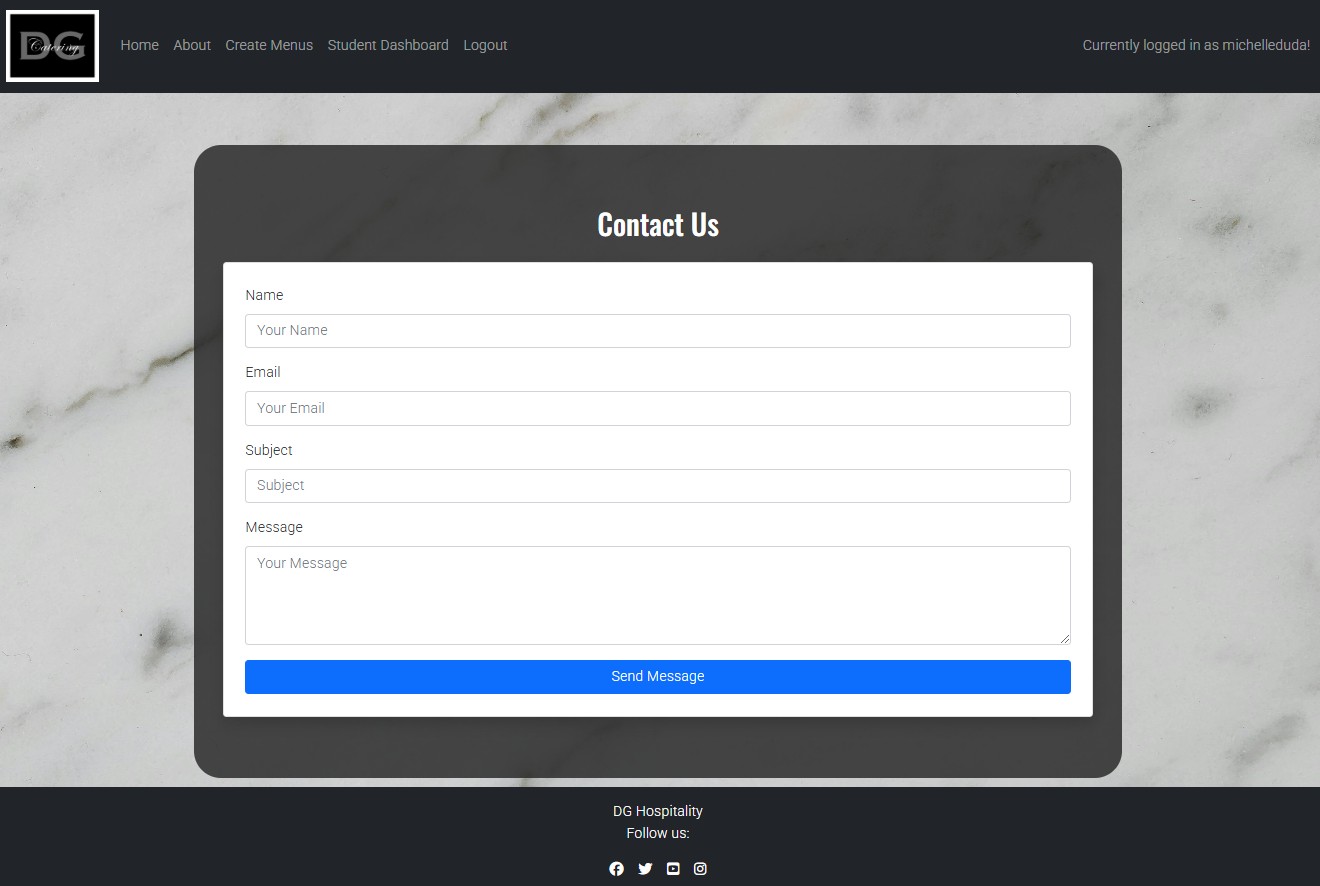 DG
Catering
Home About Create Menus Student Dashboard Logout Currently logged in as michelleduda!
Contact Us
Name
Your Name
Email
Your Email
Subject
Subject
Message
Your Message
Send Message
DG Hospitality
Follow us: